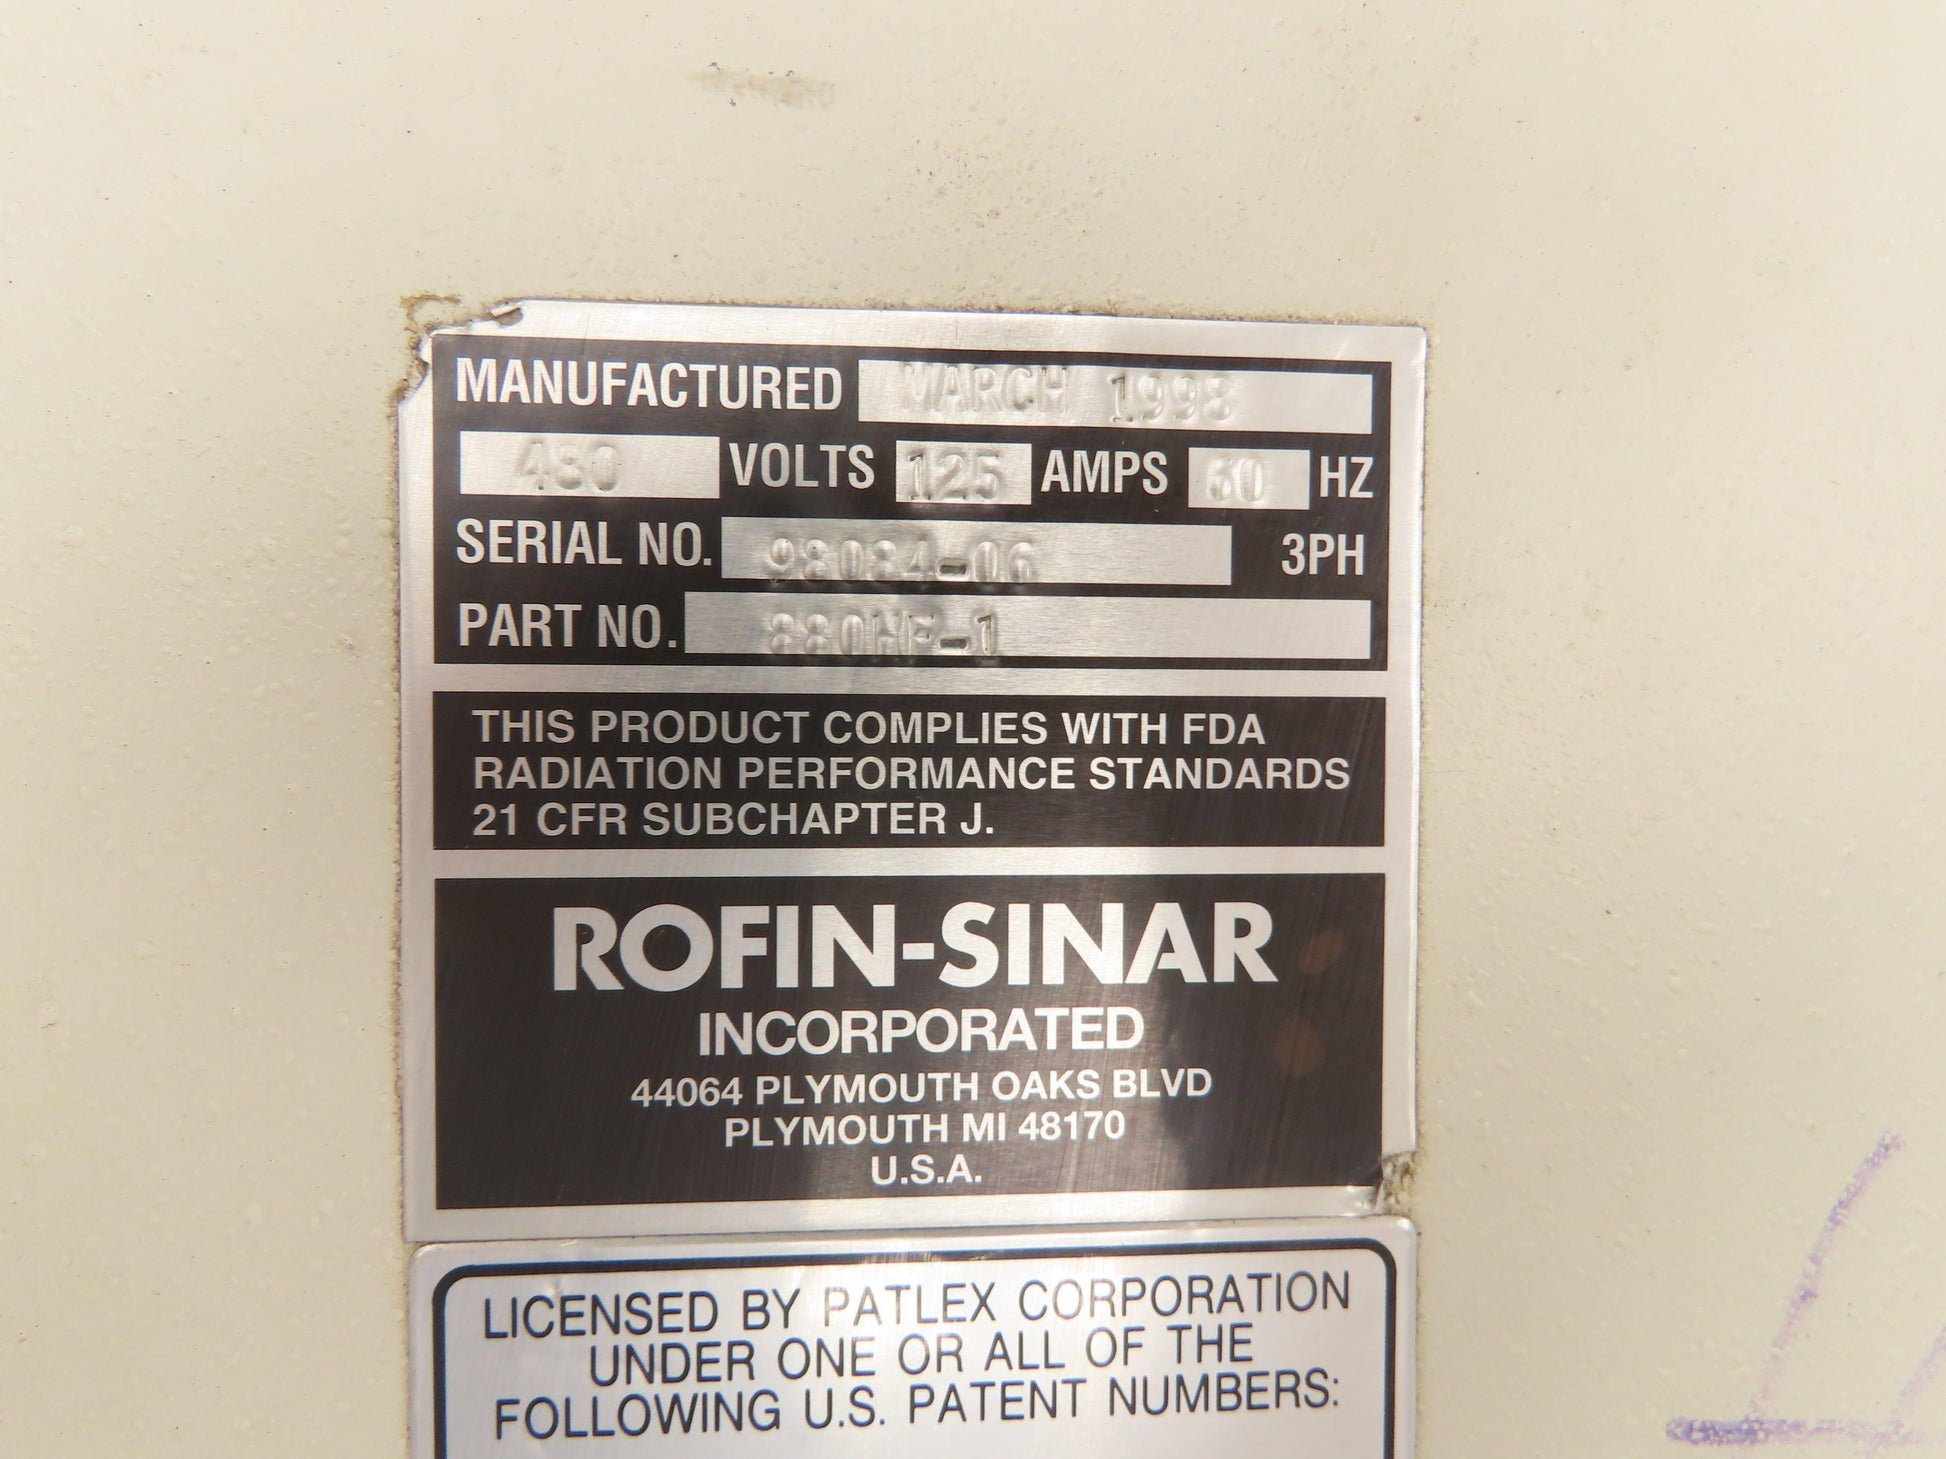 MANUFACTURED MARCH 1998
480 VOLTS 125 AMPS 60 HZ
SERIAL NO. 98084-06 3PH
PART NO. 880HF-1
THIS PRODUCT COMPLIES WITH FDA
RADIATION PERFORMANCE STANDARDS
21 CFR SUBCHAPTER J.
ROFIN-SINAR
INCORPORATED
44064 PLYMOUTH OAKS BLVD
PLYMOUTH MI 48170
U.S.A.
LICENSED BY PATLEX CORPORATION
UNDER ONE OR ALL OF THE
FOLLOWING U.S. PATENT NUMBERS: